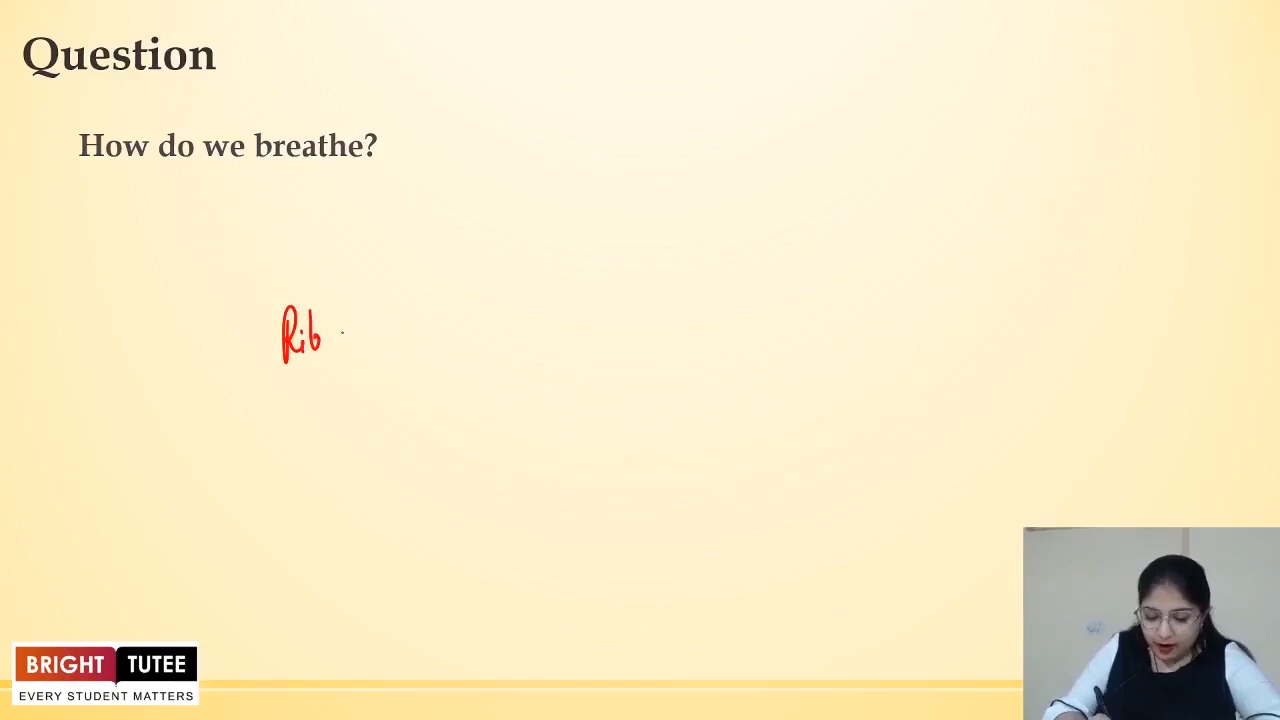 Question
How do we breathe?
Rib
BRIGHT TUTEE
EVERY STUDENT MATTERS